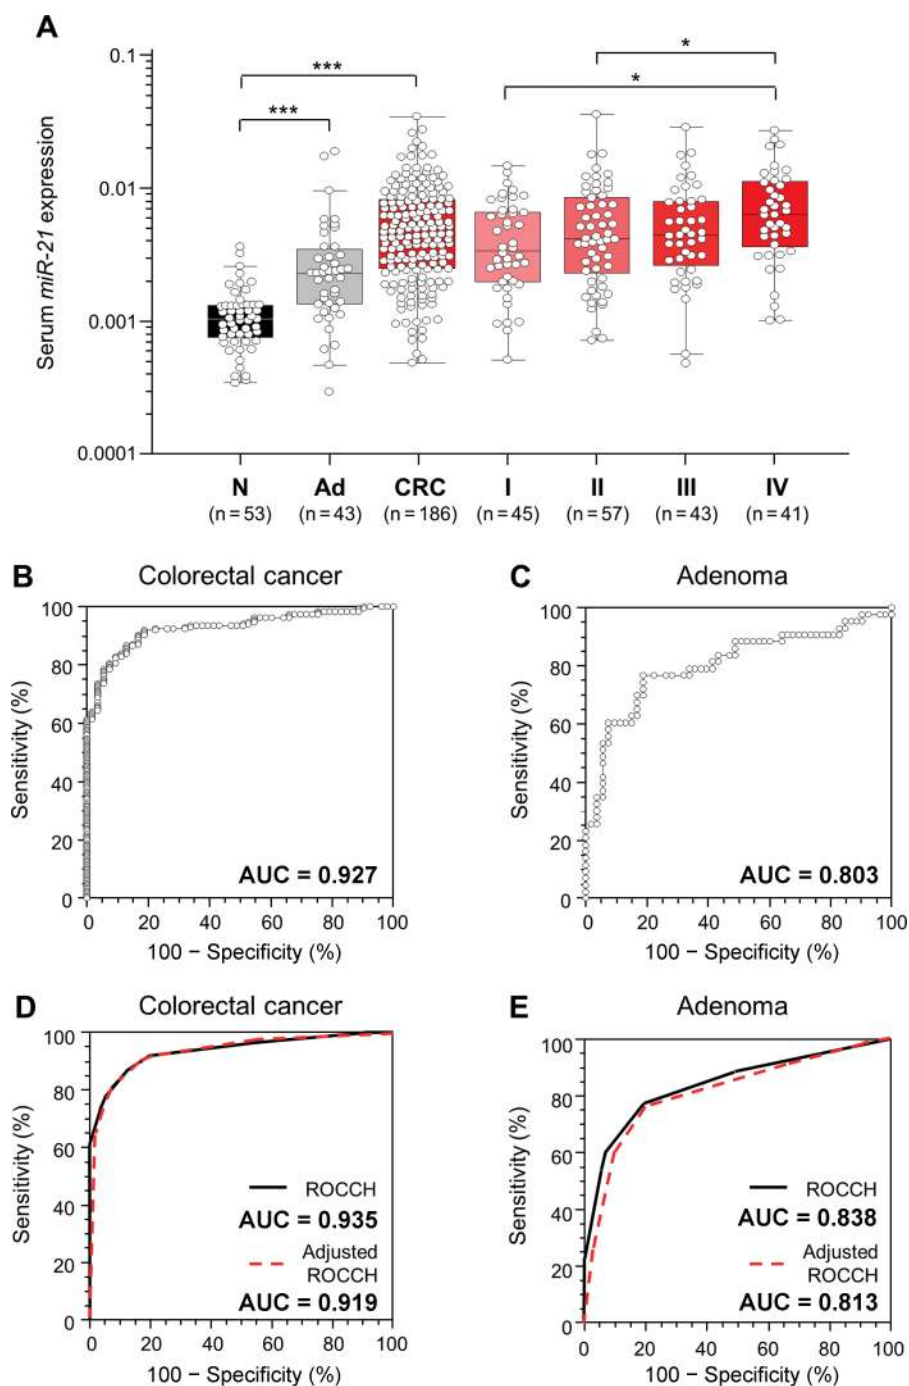 A
Serum miR-21 expression
0.1
0.01
0.001
0.0001
***
***
*
*
N Ad CRC I II III IV
(n = 53) (n = 43) (n = 186) (n = 45) (n = 57) (n = 43) (n = 41)
B Colorectal cancer
Sensitivity (%)
100
80
60
40
20
0
AUC = 0.927
0 20 40 60 80 100
100 − Specificity (%)
C Adenoma
Sensitivity (%)
100
80
60
40
20
0
AUC = 0.803
0 20 40 60 80 100
100 − Specificity (%)
D Colorectal cancer
Sensitivity (%)
100
80
60
40
20
0
ROCCH
AUC = 0.935
Adjusted
ROCCH
AUC = 0.919
0 20 40 60 80 100
100 − Specificity (%)
E Adenoma
Sensitivity (%)
100
80
60
40
20
0
ROCCH
AUC = 0.838
Adjusted
ROCCH
AUC = 0.813
0 20 40 60 80 100
100 − Specificity (%)